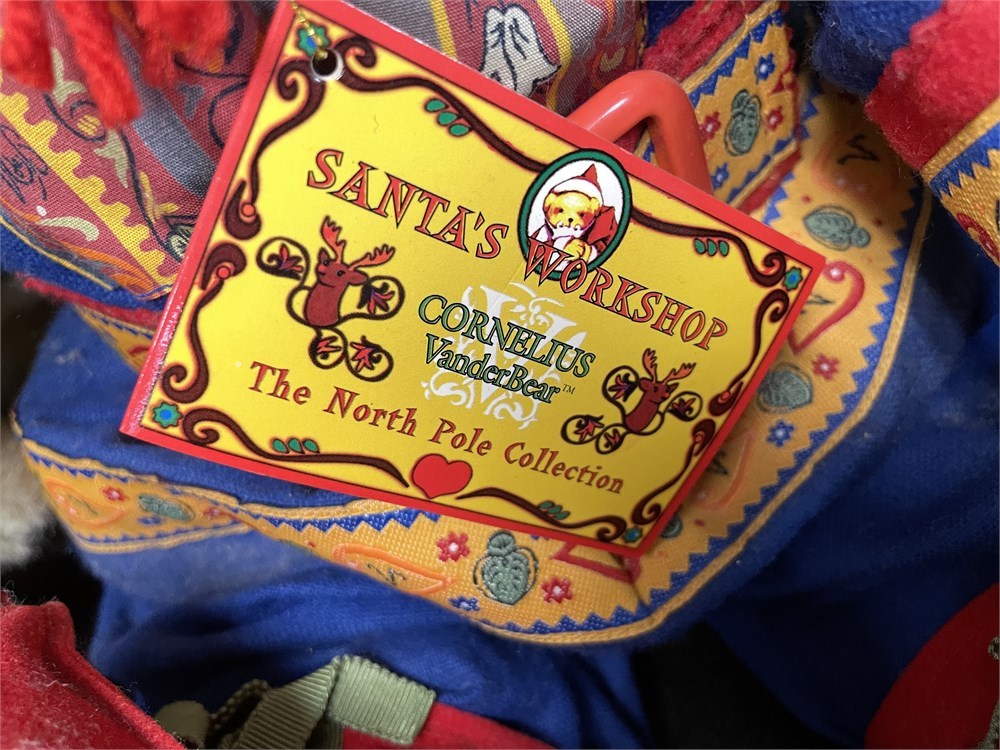 SANTA'S WORKSHOP
CORNELIUS
VanderBear™
The North Pole Collection